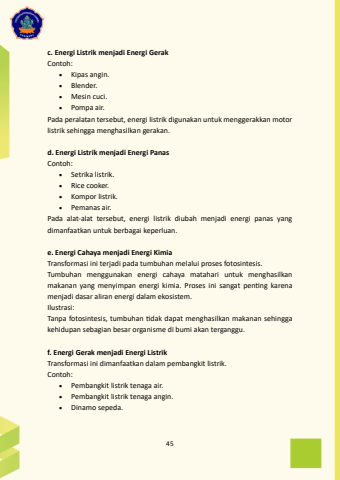 c. Energi Listrik menjadi Energi Gerak
Contoh:
• Kipas angin.
• Blender.
• Mesin cuci.
• Pompa air.
Pada peralatan tersebut, energi listrik digunakan untuk menggerakkan motor
listrik sehingga menghasilkan gerakan.
d. Energi Listrik menjadi Energi Panas
Contoh:
• Setrika listrik.
• Rice cooker.
• Kompor listrik.
• Pemanas air.
Pada alat-alat tersebut, energi listrik diubah menjadi energi panas yang
dimanfaatkan untuk berbagai keperluan.
e. Energi Cahaya menjadi Energi Kimia
Transformasi ini terjadi pada tumbuhan melalui proses fotosintesis.
Tumbuhan menggunakan energi cahaya matahari untuk menghasilkan
makanan yang menyimpan energi kimia. Proses ini sangat penting karena
menjadi dasar aliran energi dalam ekosistem.
Ilustrasi:
Tanpa fotosintesis, tumbuhan tidak dapat menghasilkan makanan sehingga
kehidupan sebagian besar organisme di bumi akan terganggu.
f. Energi Gerak menjadi Energi Listrik
Transformasi ini dimanfaatkan dalam pembangkit listrik.
Contoh:
• Pembangkit listrik tenaga air.
• Pembangkit listrik tenaga angin.
• Dinamo sepeda.
45